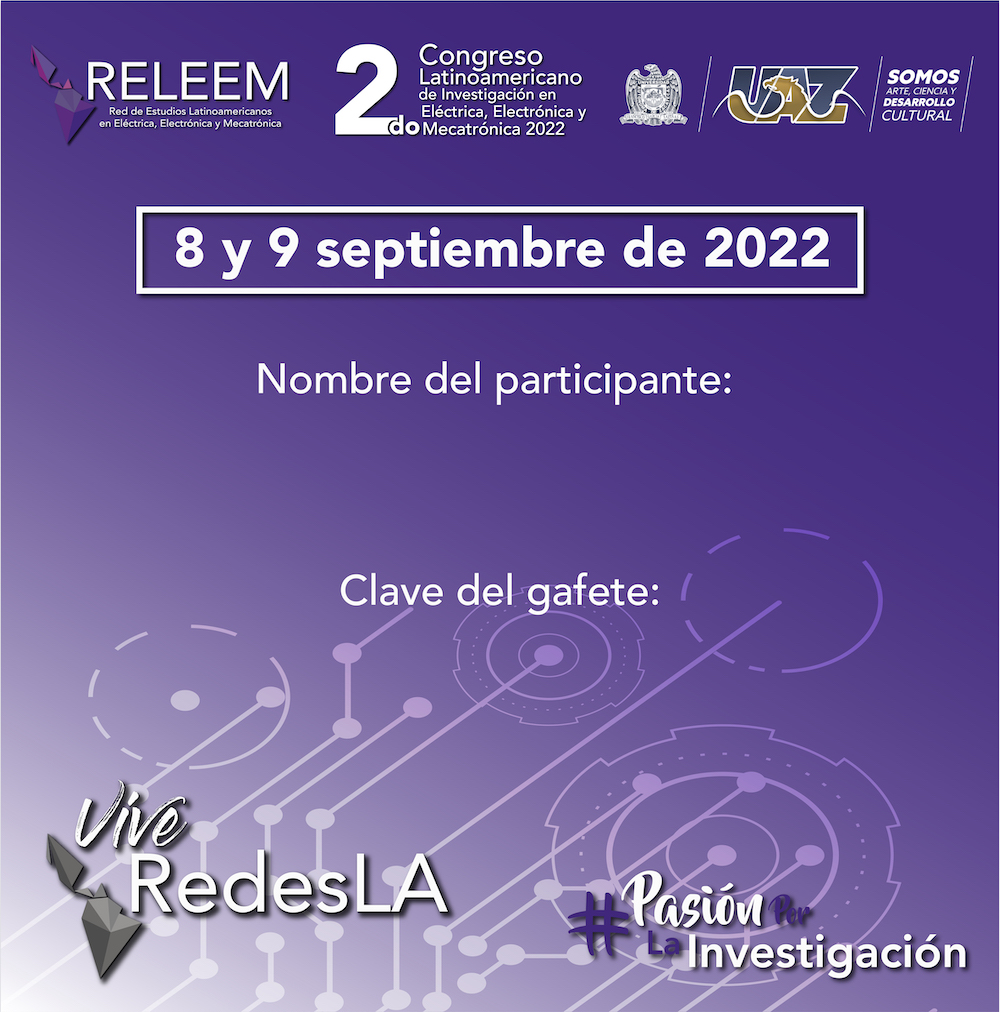 RELEEM
Red de Estudios Latinoamericanos
en Eléctrica, Electrónica y Mecatrónica
2do
Congreso
Latinoamericano
de Investigación en
Eléctrica, Electrónica y
Mecatrónica 2022
UAZ
SOMOS
ARTE, CIENCIA Y
DESARROLLO
CULTURAL
8 y 9 septiembre de 2022
Nombre del participante:
Clave del gafete:
Vive
RedesLA
#Pasión Por
La Investigación